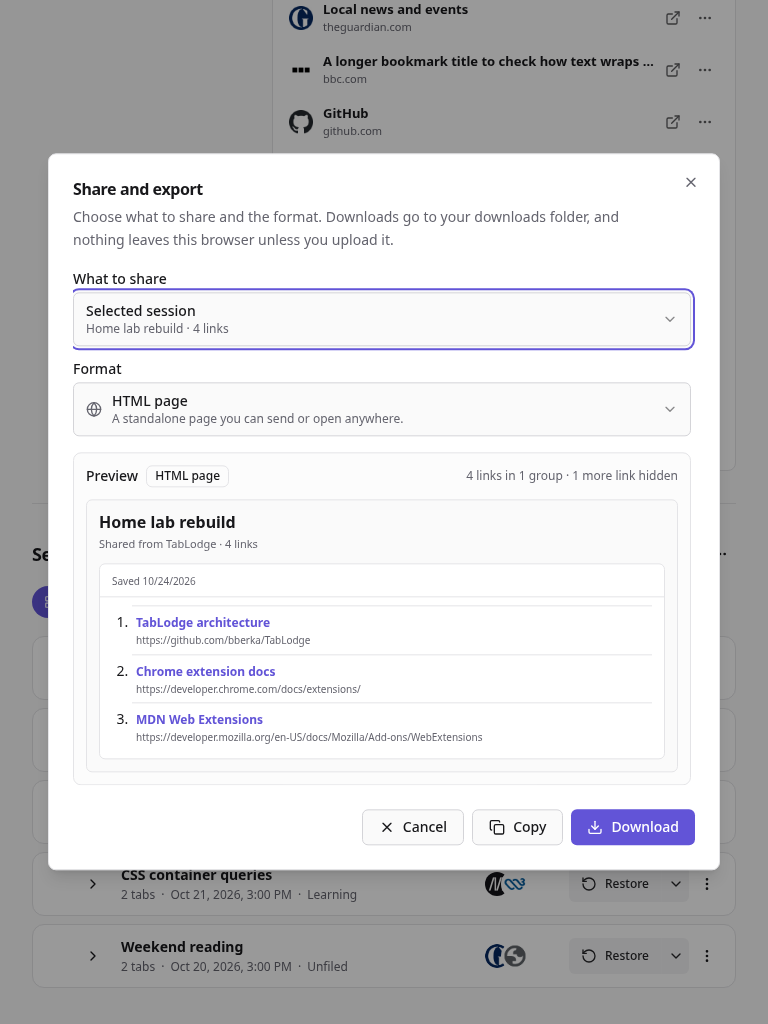 Local news and events
theguardian.com
A longer bookmark title to check how text wraps ...
bbc.com
GitHub
github.com
Share and export
Choose what to share and the format. Downloads go to your downloads folder, and
nothing leaves this browser unless you upload it.
What to share
Selected session
Home lab rebuild · 4 links
Format
HTML page
A standalone page you can send or open anywhere.
Preview HTML page 4 links in 1 group · 1 more link hidden
Home lab rebuild
Shared from TabLodge · 4 links
Saved 10/24/2026
1. TabLodge architecture
https://github.com/bberka/TabLodge
2. Chrome extension docs
https://developer.chrome.com/docs/extensions/
3. MDN Web Extensions
https://developer.mozilla.org/en-US/docs/Mozilla/Add-ons/WebExtensions
Cancel Copy Download
CSS container queries
2 tabs · Oct 21, 2026, 3:00 PM · Learning
Restore
Weekend reading
2 tabs · Oct 20, 2026, 3:00 PM · Unfiled
Restore